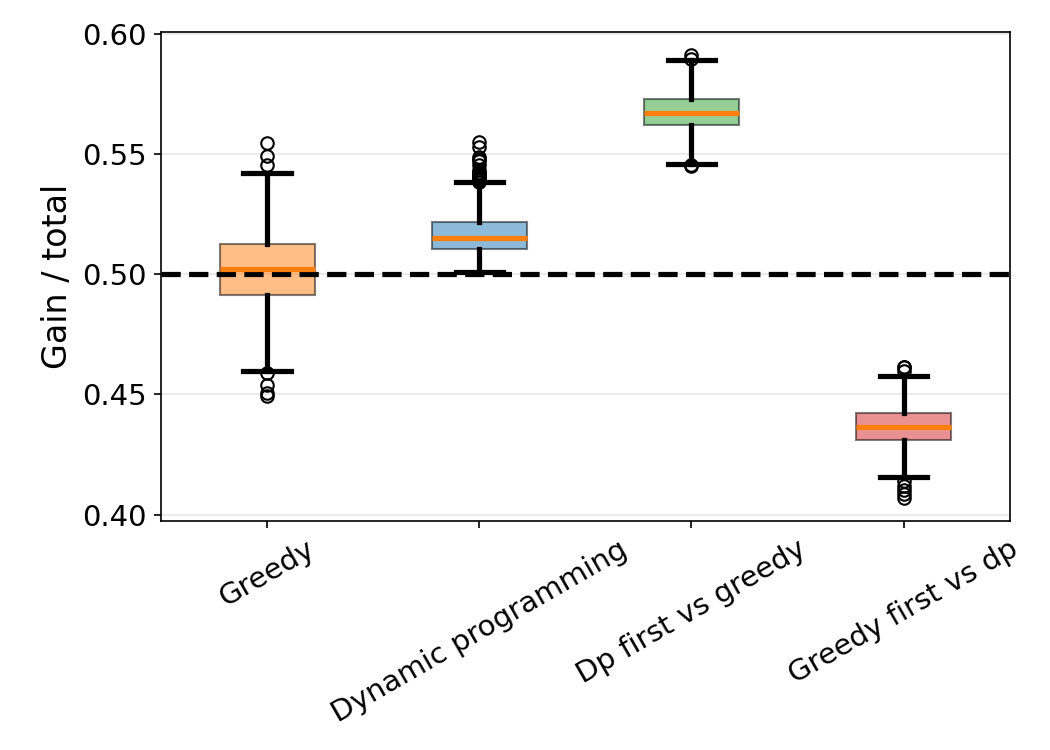 0.60
0.55
0.50
0.45
0.40
Gain / total
Greedy
Dynamic programming
Dp first vs greedy
Greedy first vs dp